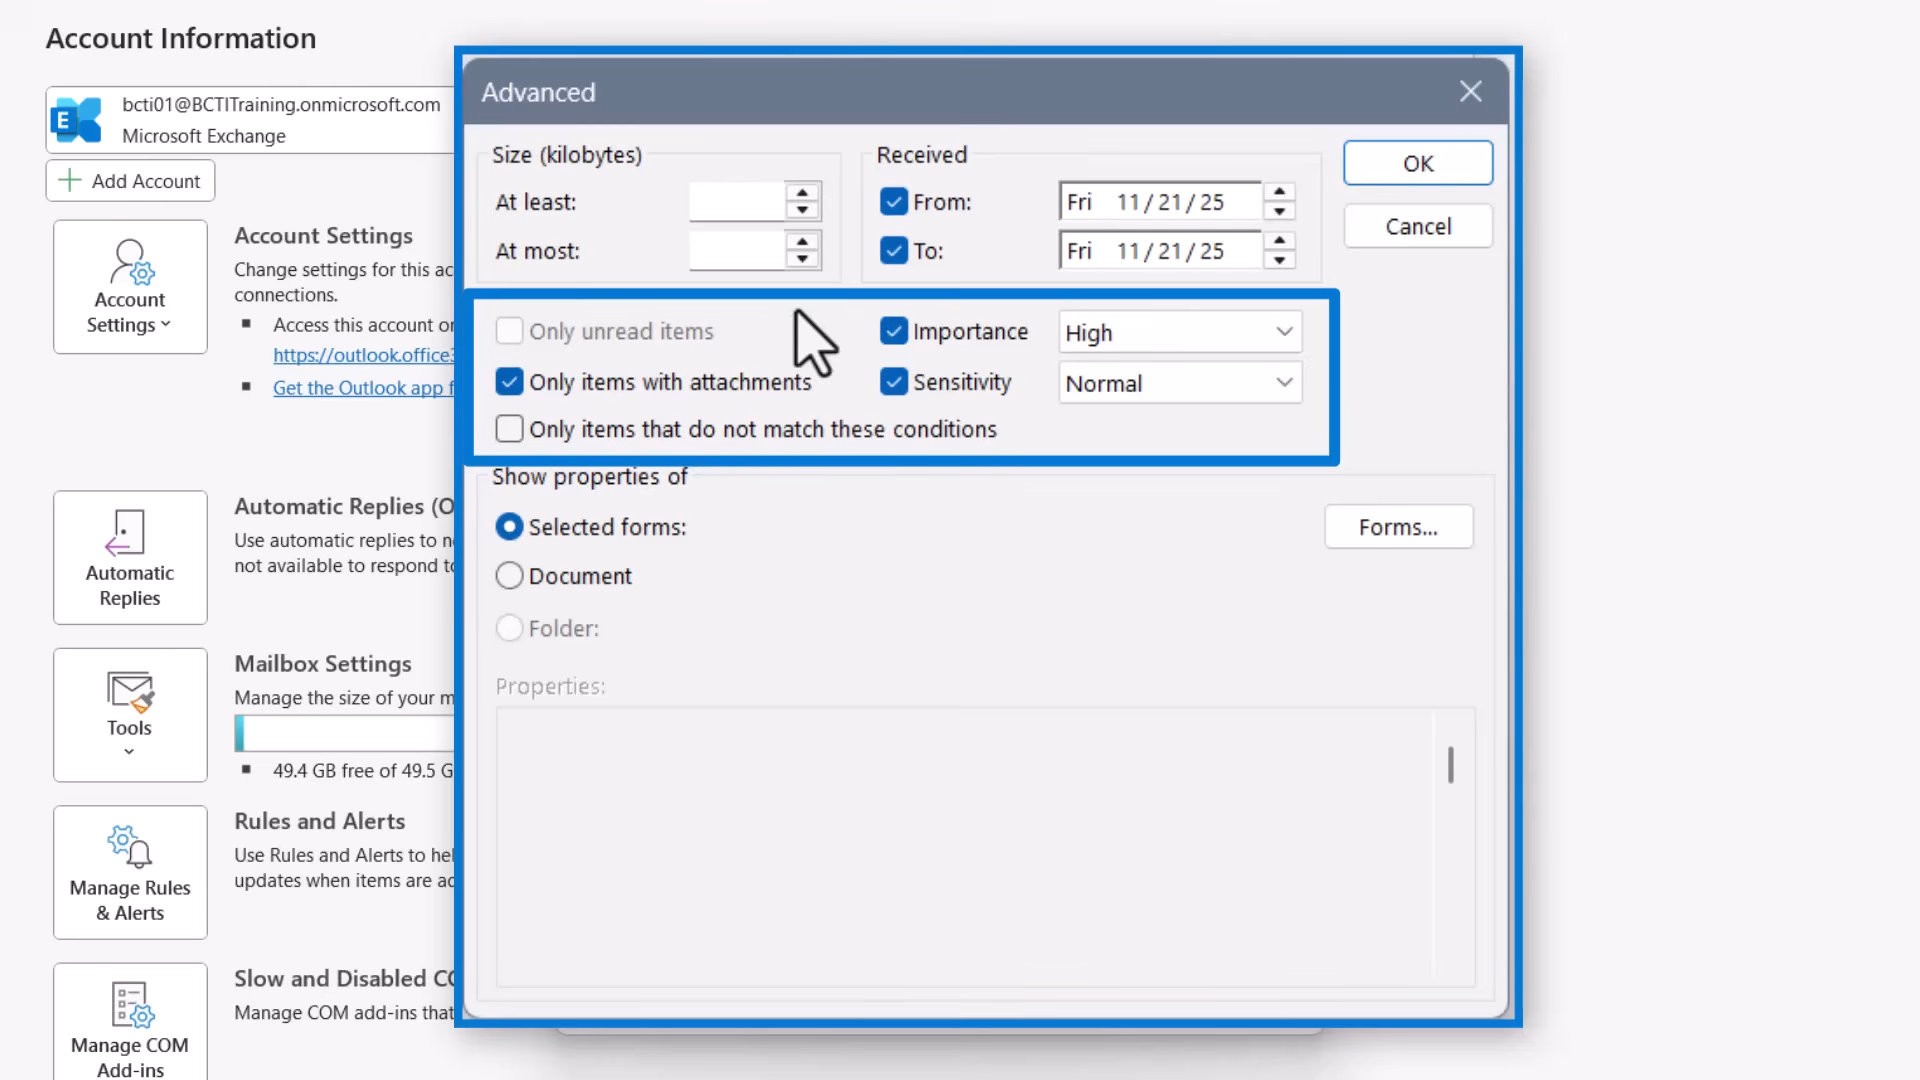 Account Information
bcti01@BCTITraining.onmicrosoft.com
Microsoft Exchange
Add Account
Account
Settings
Account Settings
Change settings for this ac
connections.
Access this account or
https://outlook.office3
Get the Outlook app f
Automatic
Replies
Automatic Replies (O
Use automatic replies to n
not available to respond to
Tools
Mailbox Settings
Manage the size of your m
49.4 GB free of 49.5 G
Manage Rules
& Alerts
Rules and Alerts
Use Rules and Alerts to hel
updates when items are ad
Manage COM
Add-ins
Slow and Disabled CO
Manage COM add-ins that
Advanced
Size (kilobytes)
At least:
At most:
Received
From: Fri 11/21/25
To: Fri 11/21/25
OK
Cancel
Only unread items
Importance High
Only items with attachments
Sensitivity Normal
Only items that do not match these conditions
Show properties of
Selected forms:
Forms...
Document
Folder:
Properties: